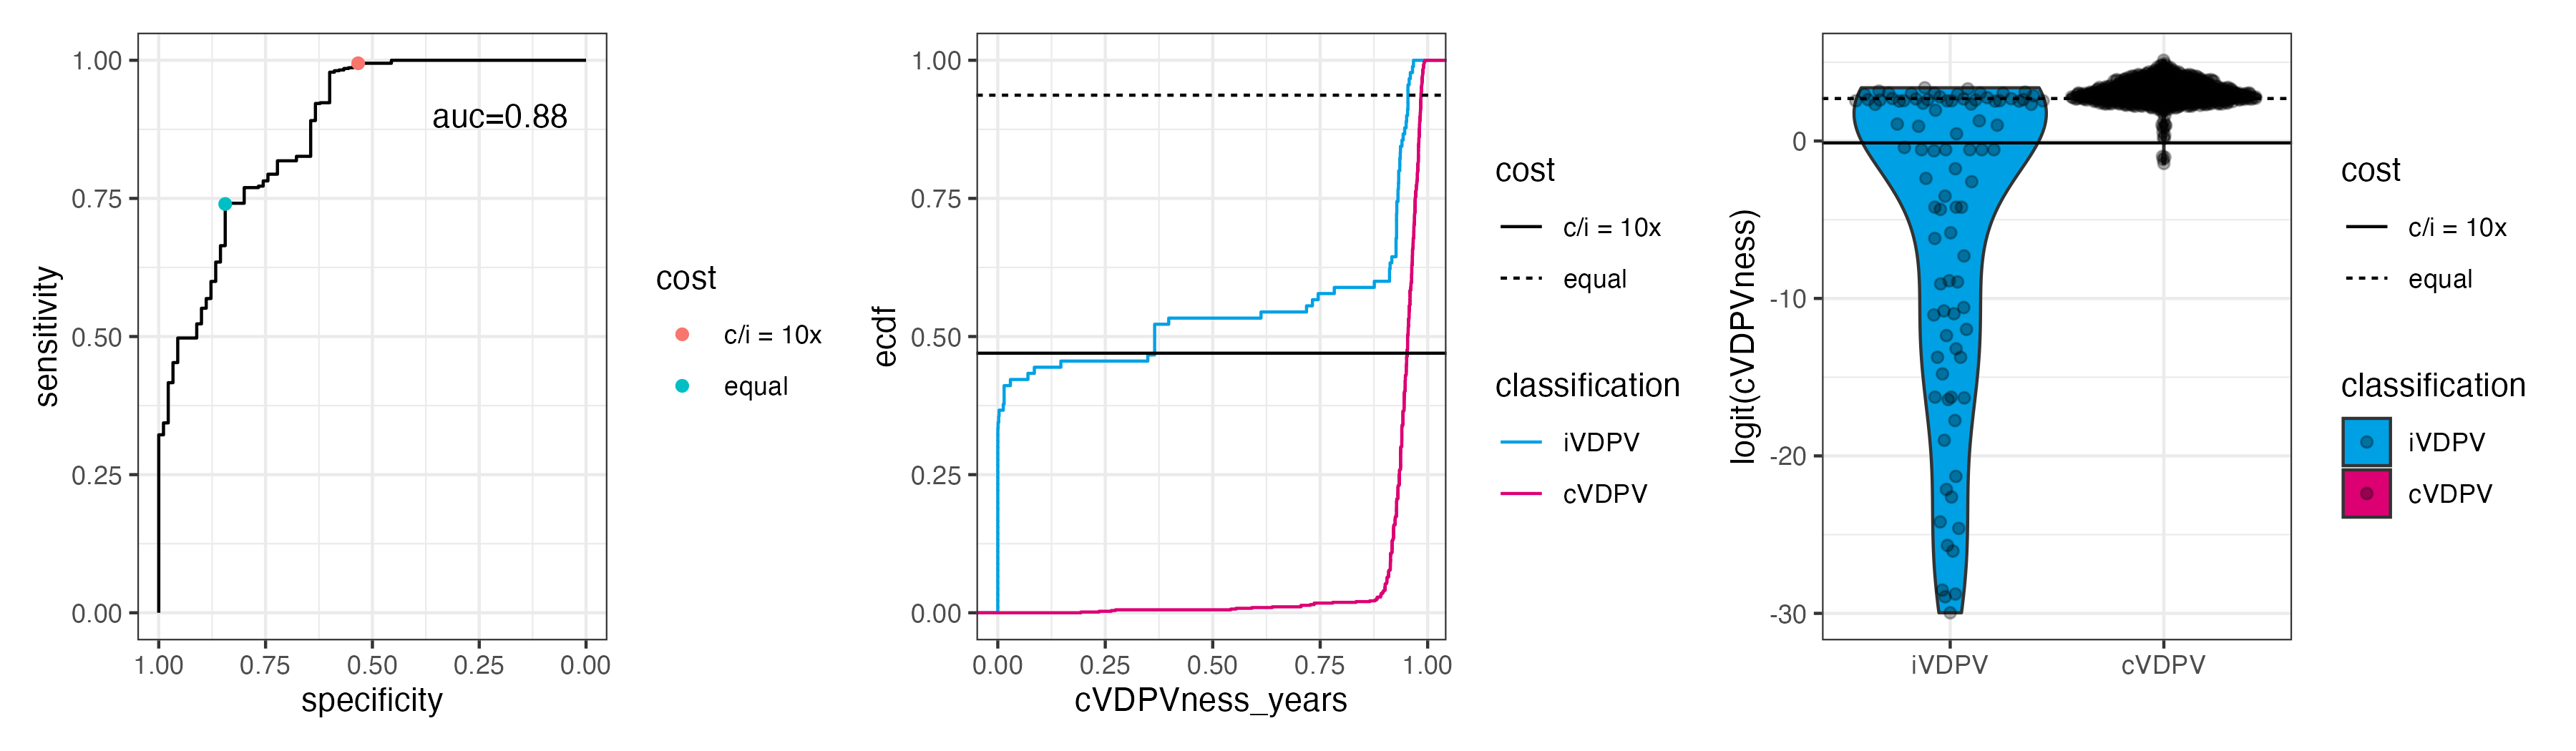 1.00
0.75
0.50
0.25
0.00
sensitivity
auc=0.88
1.00 0.75 0.50 0.25 0.00
specificity
cost
c/i = 10x
equal
1.00
0.75
0.50
0.25
0.00
ecdf
0.00 0.25 0.50 0.75 1.00
cVDPVness_years
cost
c/i = 10x
equal
classification
iVDPV
cVDPV
0
-10
-20
-30
logit(cVDPVness)
iVDPV cVDPV
cost
c/i = 10x
equal
classification
iVDPV
cVDPV